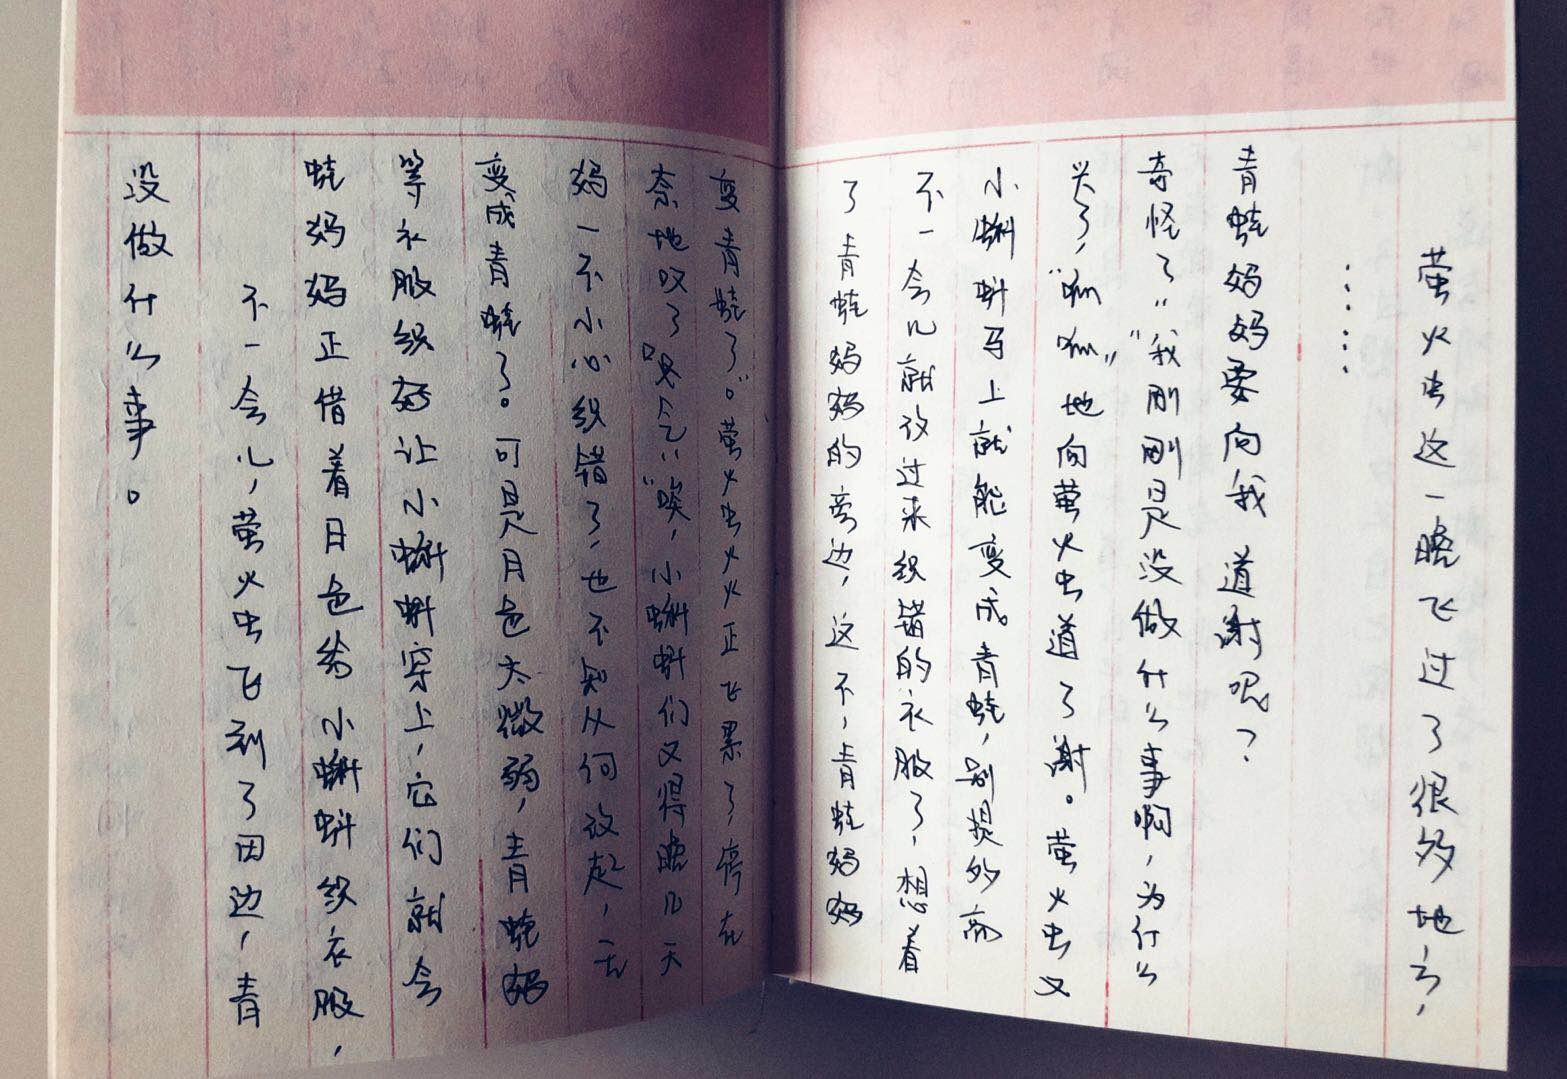 没做什么事。
不一会儿，萤火虫飞到了因边，青
蛙妈妈正借着月色给小蝌蚪织衣服，
等衣服织好让小蝌蚪穿上，它们就会
变成青蛙了。可是月色太微弱，青蛙妈
妈一不小心织错了，也不知从何改起，无
奈地叹了口气：“唉，小蝌蚪们又得晚几天
变青蛙了。”萤火虫火火正飞累了，停在
了青蛙妈妈的旁边，这不，青蛙妈妈
不一会儿就改过来织错的衣服了，想着
小蝌蚪马上就能变成青蛙，别提多高
兴了，“呱呱”地向萤火虫道了谢。萤火虫又
奇怪了：“我刚刚是没做什么事啊，为什么
青蛙妈妈要向我道谢呢？
……
萤火虫这一晚飞过了很多地方，